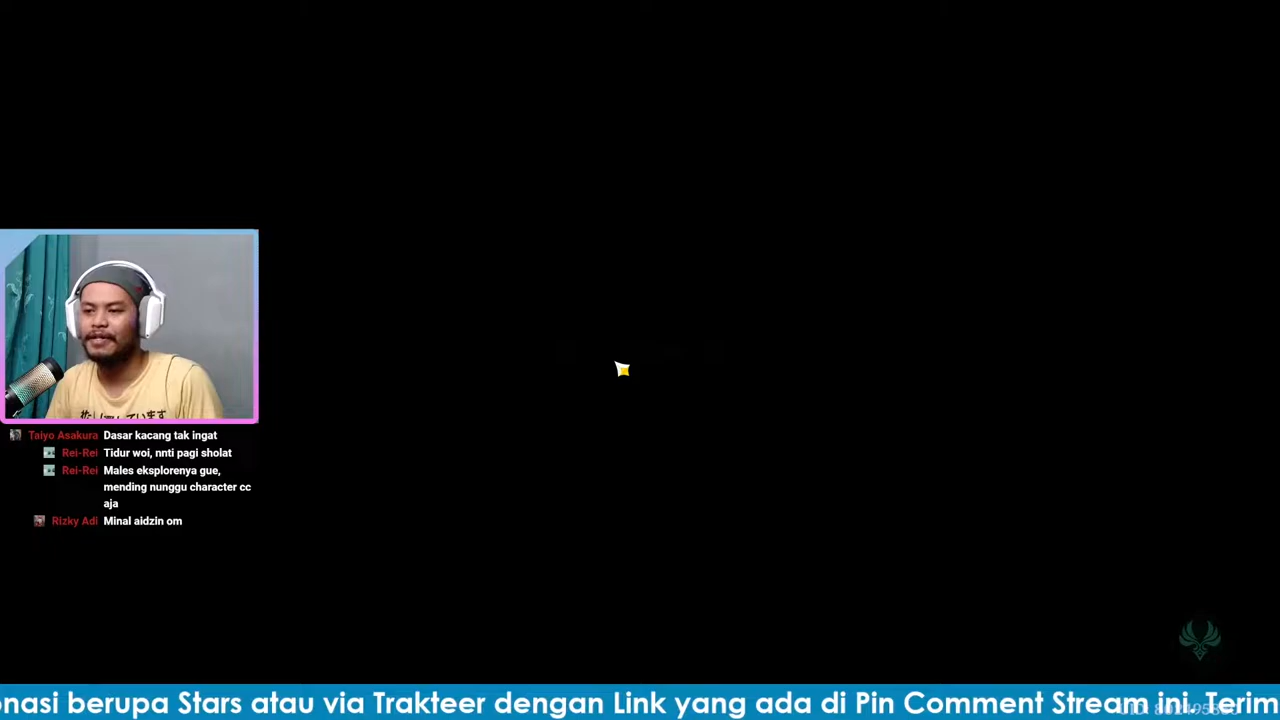 Taiyo Asakura Dasar kacang tak ingat
Rei-Rei Tidur woi, nnti pagi sholat
Rei-Rei Males eksplorenya gue,
mending nunggu character cc
aja
Rizky Adi Minal aidzin om
onasi berupa Stars atau via Trakteer dengan Link yang ada di Pin Comment Stream ini. Terim